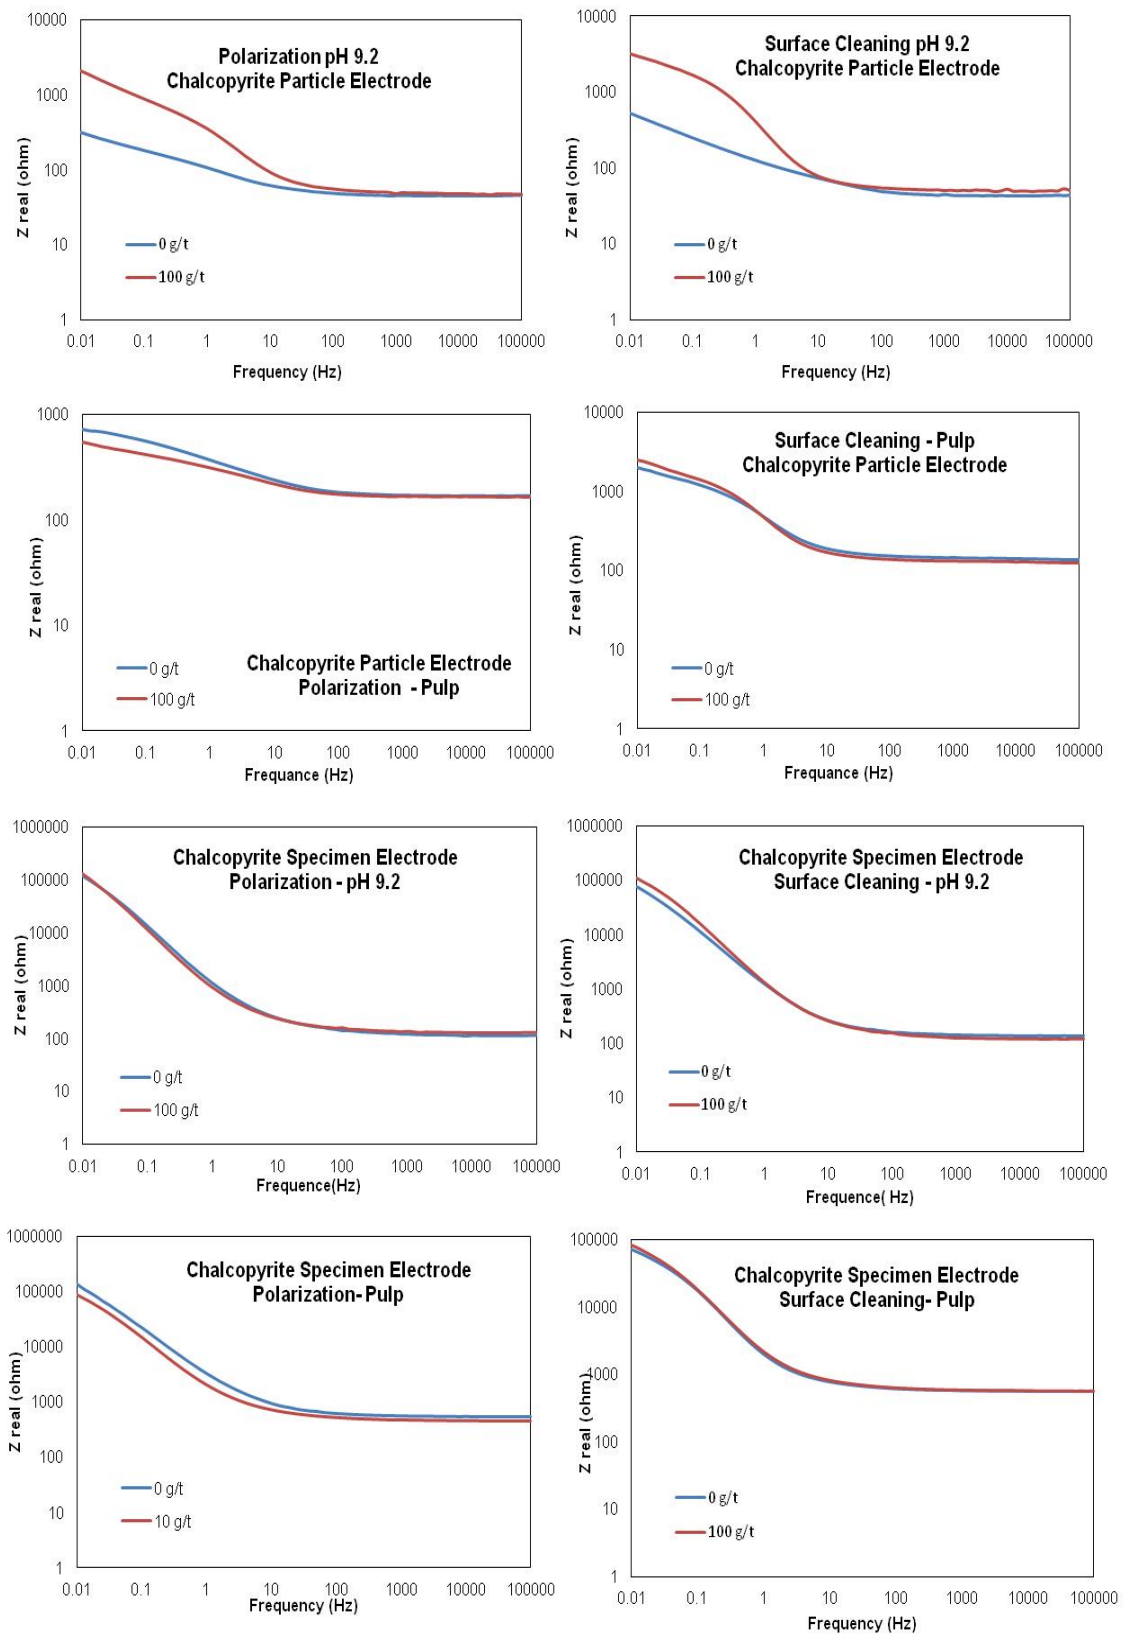 Polarization pH 9.2
Chalcopyrite Particle Electrode
10000
1000
100
10
1
Z real (ohm)
0 g/t
100 g/t
0.01 0.1 1 10 100 1000 10000 100000
Frequency (Hz)
Surface Cleaning pH 9.2
Chalcopyrite Particle Electrode
10000
1000
100
10
1
Z real (ohm)
0 g/t
100 g/t
0.01 0.1 1 10 100 1000 10000 100000
Frequency (Hz)
1000
100
10
1
Z real (ohm)
0 g/t
100 g/t
Chalcopyrite Particle Electrode
Polarization - Pulp
0.01 0.1 1 10 100 1000 10000 100000
Frequance (Hz)
Surface Cleaning - Pulp
Chalcopyrite Particle Electrode
10000
1000
100
10
1
Z real (ohm)
0 g/t
100 g/t
0.01 0.1 1 10 100 1000 10000 100000
Frequance (Hz)
Chalcopyrite Specimen Electrode
Polarization - pH 9.2
1000000
100000
10000
1000
100
10
1
Z real (ohm)
0 g/t
100 g/t
0.01 0.1 1 10 100 1000 10000 100000
Frequence(Hz)
Chalcopyrite Specimen Electrode
Surface Cleaning - pH 9.2
1000000
100000
10000
1000
100
10
1
Z real (ohm)
0 g/t
100 g/t
0.01 0.1 1 10 100 1000 10000 100000
Frequence( Hz)
Chalcopyrite Specimen Electrode
Polarization- Pulp
1000000
100000
10000
1000
100
10
1
Z real (ohm)
0 g/t
10 g/t
0.01 0.1 1 10 100 1000 10000 100000
Frequency (Hz)
Chalcopyrite Specimen Electrode
Surface Cleaning- Pulp
100000
10000
1000
100
10
1
Z real (ohm)
0 g/t
100 g/t
0.01 0.1 1 10 100 1000 10000 100000
Frequency (Hz)